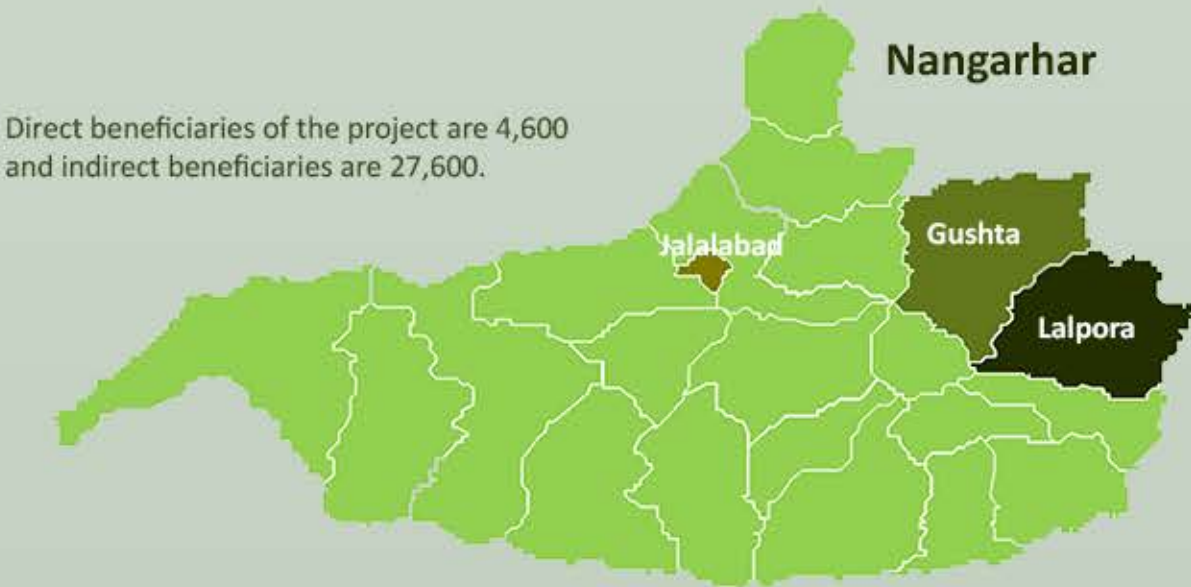 Nangarhar
Direct beneficiaries of the project are 4,600
and indirect beneficiaries are 27,600.
Gushta
Jalalabad
Lalpora